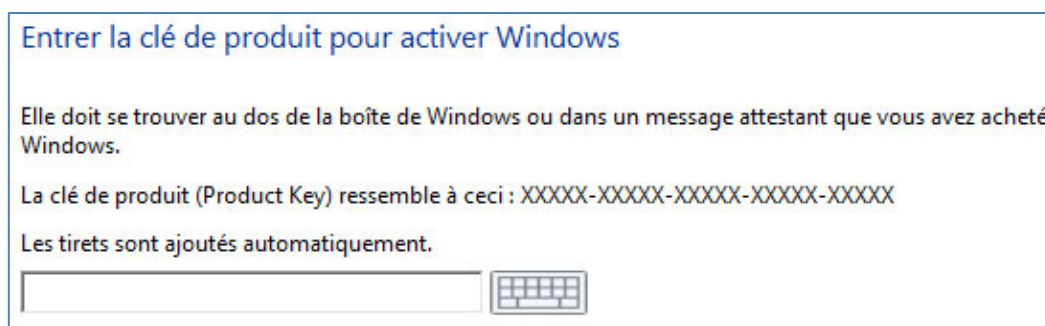 Entrer la clé de produit pour activer Windows
Elle doit se trouver au dos de la boîte de Windows ou dans un message attestant que vous avez acheté
Windows.
La clé de produit (Product Key) ressemble à ceci : XXXXX-XXXXX-XXXXX-XXXXX-XXXXX
Les tirets sont ajoutés automatiquement.